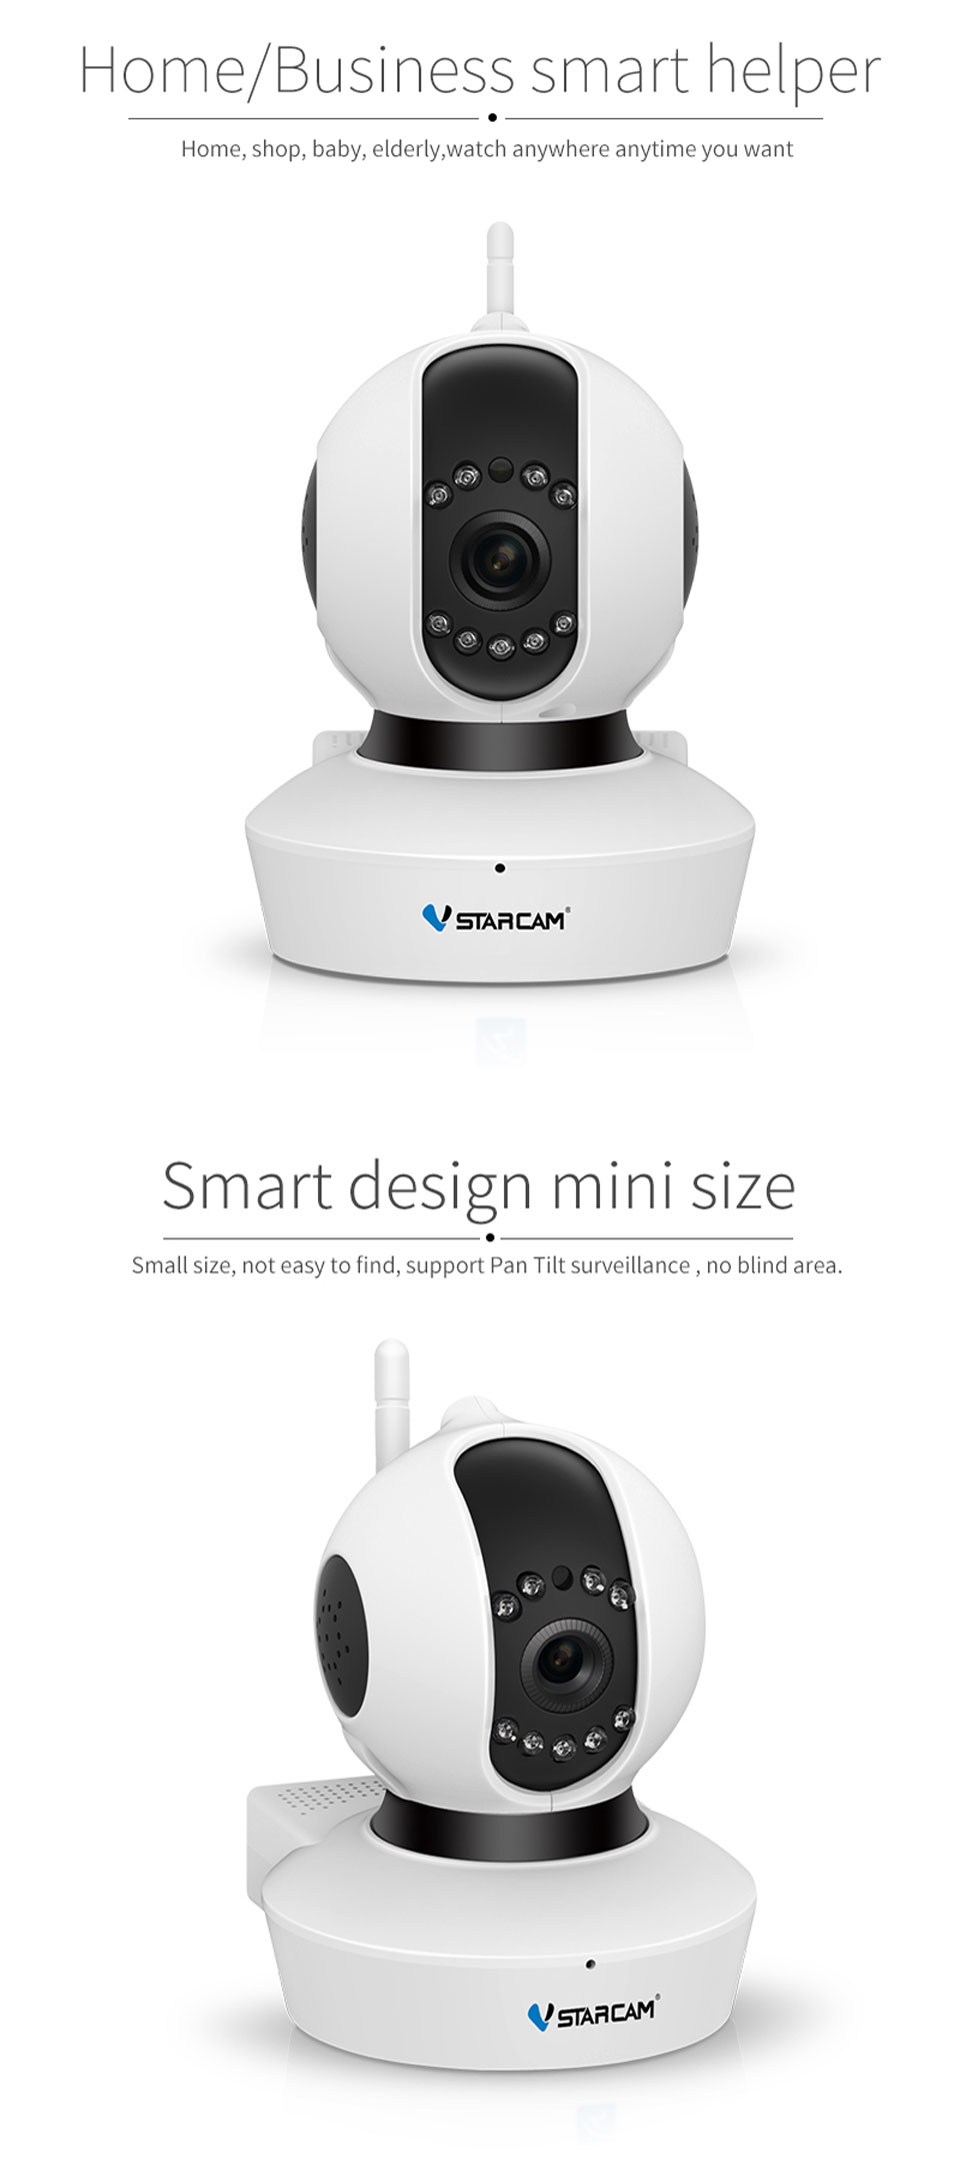 Home/Business smart helper
Home, shop, baby, elderly,watch anywhere anytime you want
VSTARCAM®
Smart design mini size
Small size, not easy to find, support Pan Tilt surveillance , no blind area.
VSTARCAM®